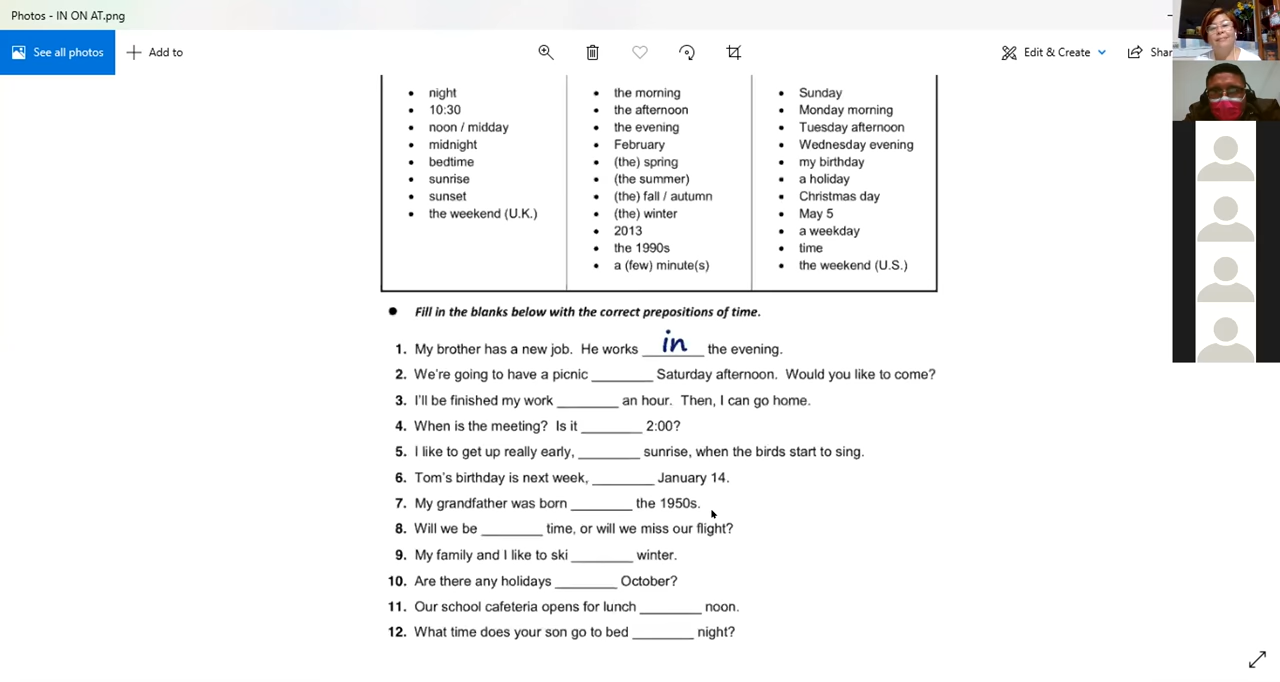 Photos - IN ON AT.png
See all photos
Add to
Edit & Create
Shar
night
10:30
noon / midday
midnight
bedtime
sunrise
sunset
the weekend (U.K.)
the morning
the afternoon
the evening
February
(the) spring
(the summer)
(the) fall / autumn
(the) winter
2013
the 1990s
a (few) minute(s)
Sunday
Monday morning
Tuesday afternoon
Wednesday evening
my birthday
a holiday
Christmas day
May 5
a weekday
time
the weekend (U.S.)
Fill in the blanks below with the correct prepositions of time.
1. My brother has a new job. He works in the evening.
2. We're going to have a picnic ________ Saturday afternoon. Would you like to come?
3. I'll be finished my work ________ an hour. Then, I can go home.
4. When is the meeting? Is it ________ 2:00?
5. I like to get up really early, ________ sunrise, when the birds start to sing.
6. Tom's birthday is next week, ________ January 14.
7. My grandfather was born ________ the 1950s.
8. Will we be ________ time, or will we miss our flight?
9. My family and I like to ski ________ winter.
10. Are there any holidays ________ October?
11. Our school cafeteria opens for lunch ________ noon.
12. What time does your son go to bed ________ night?